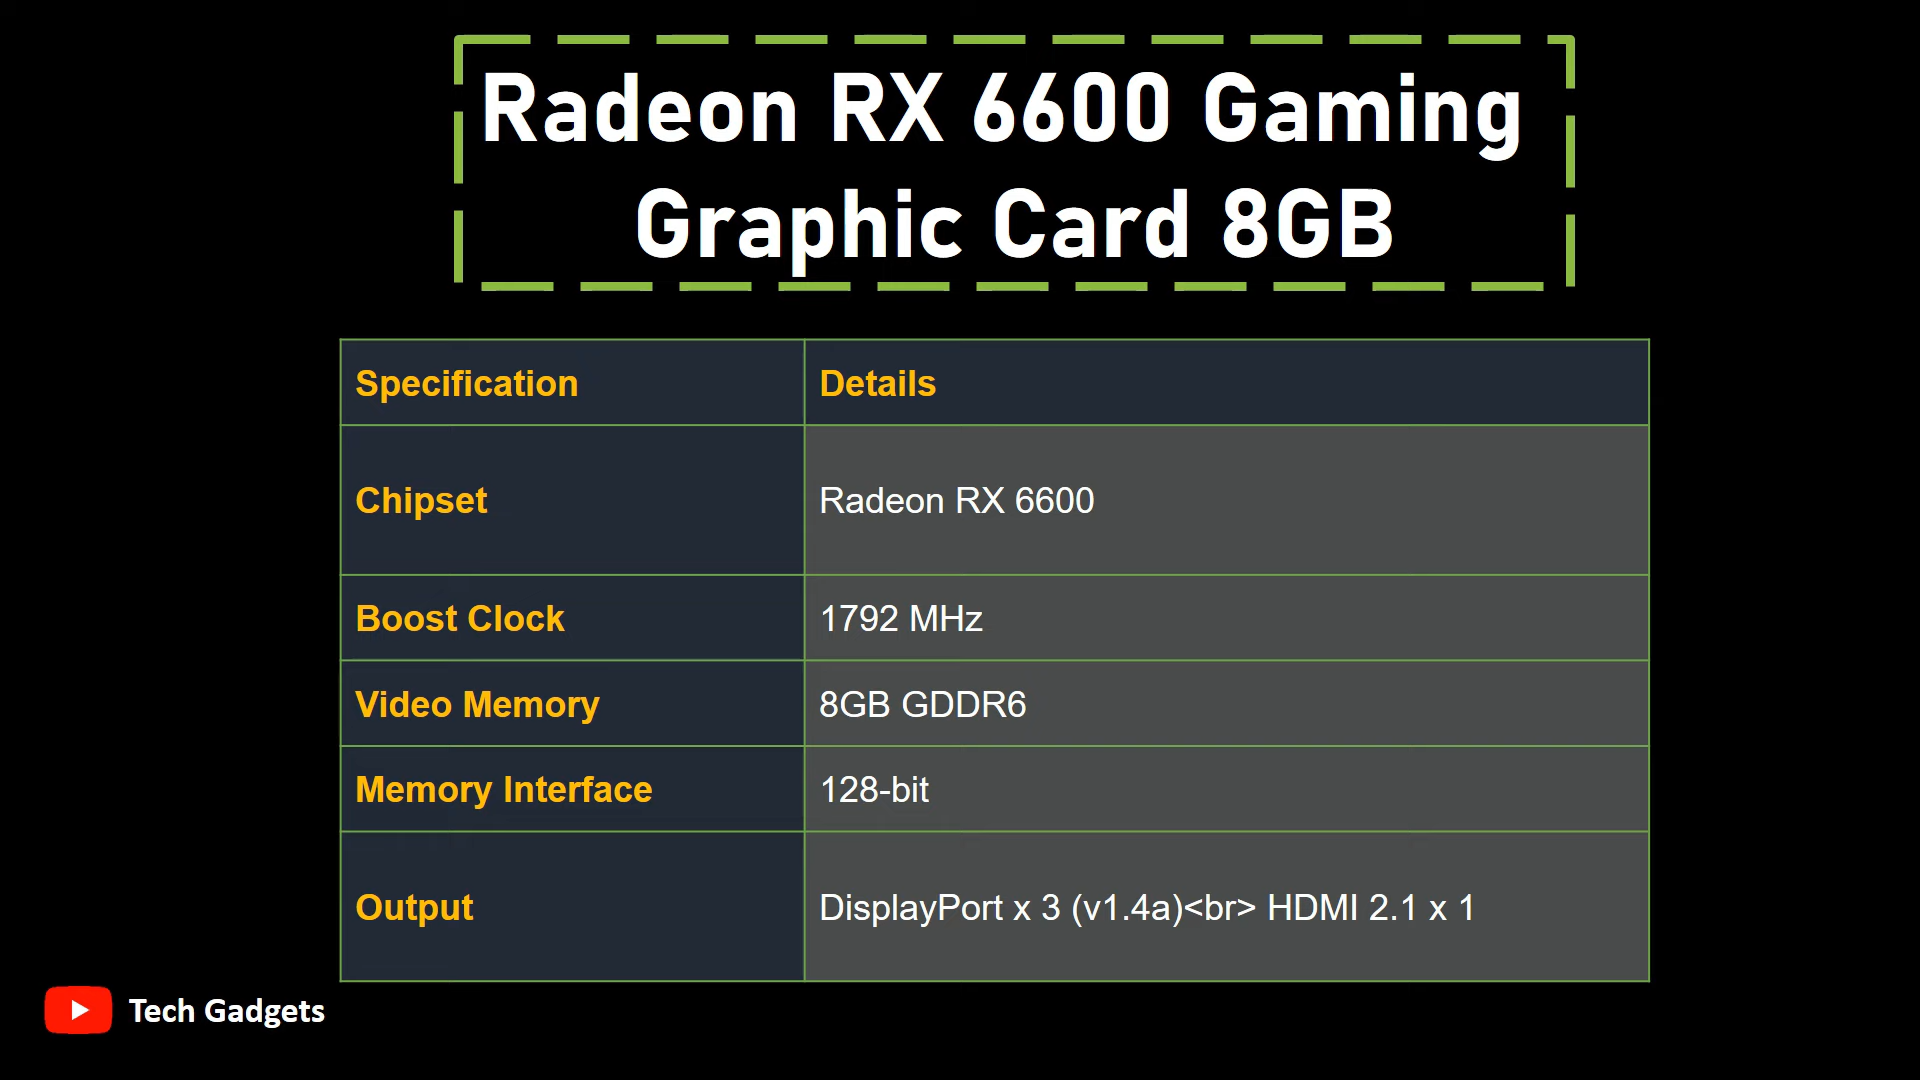 Radeon RX 6600 Gaming
Graphic Card 8GB
Specification Details
Chipset Radeon RX 6600
Boost Clock 1792 MHz
Video Memory 8GB GDDR6
Memory Interface 128-bit
Output DisplayPort x 3 (v1.4a)<br> HDMI 2.1 x 1
Tech Gadgets